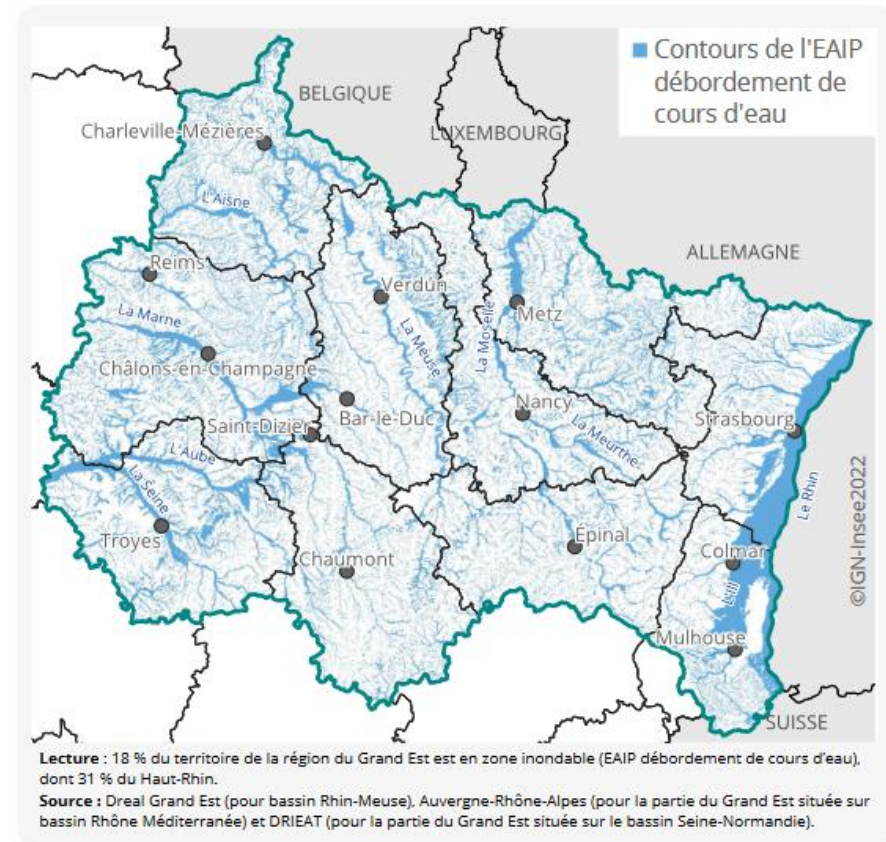 Contours de l'EAIP
débordement de
cours d'eau
BELGIQUE
Charleville-Mézières
LUXEMBOURG
L'Aisne
ALLEMAGNE
Reims
Verdun
La Marne
Metz
La Moselle
La Meuse
Châlons-en-Champagne
Nancy
Bar-le-Duc
Saint-Dizier
Strasbourg
La Meurthe
L'Aube
Le Rhin
La Seine
Troyes
Épinal
Chaumont
Colmar
L'Ill
Mulhouse
SUISSE
©IGN-Insee2022
Lecture : 18 % du territoire de la région du Grand Est est en zone inondable (EAIP débordement de cours d'eau),
dont 31 % du Haut-Rhin.
Source : Dreal Grand Est (pour bassin Rhin-Meuse), Auvergne-Rhône-Alpes (pour la partie du Grand Est située sur
bassin Rhône Méditerranée) et DRIEAT (pour la partie du Grand Est située sur le bassin Seine-Normandie).